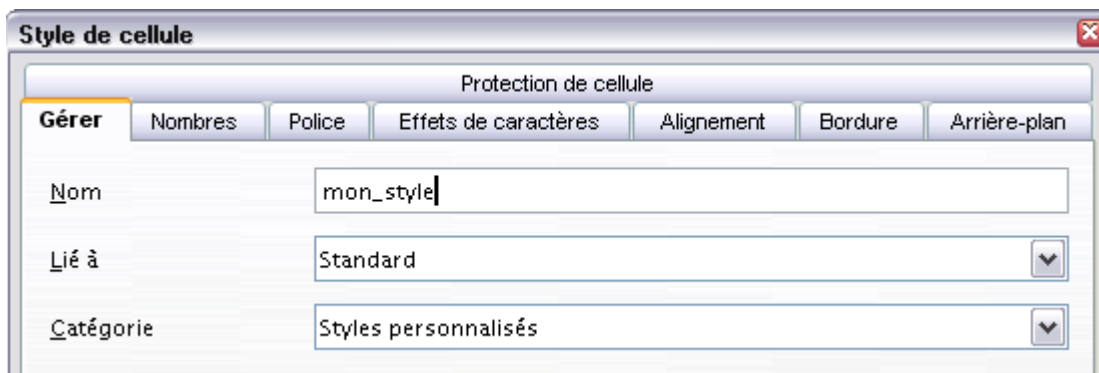 Style de cellule
Protection de cellule
Gérer Nombres Police Effets de caractères Alignement Bordure Arrière-plan
Nom mon_style
Lié à Standard
Catégorie Styles personnalisés